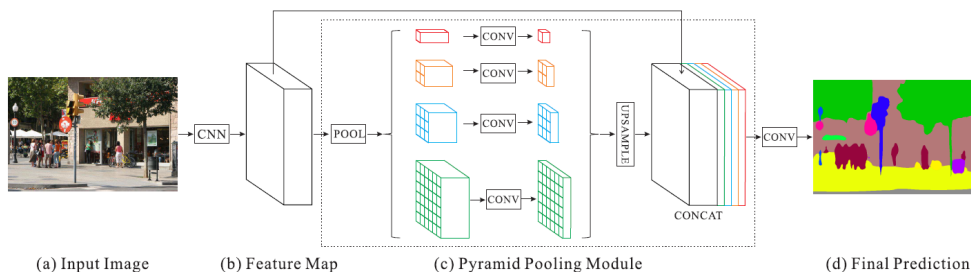 CNN
POOL
CONV
CONV
CONV
CONV
UPSAMPLE
CONCAT
CONV
(a) Input Image
(b) Feature Map
(c) Pyramid Pooling Module
(d) Final Prediction